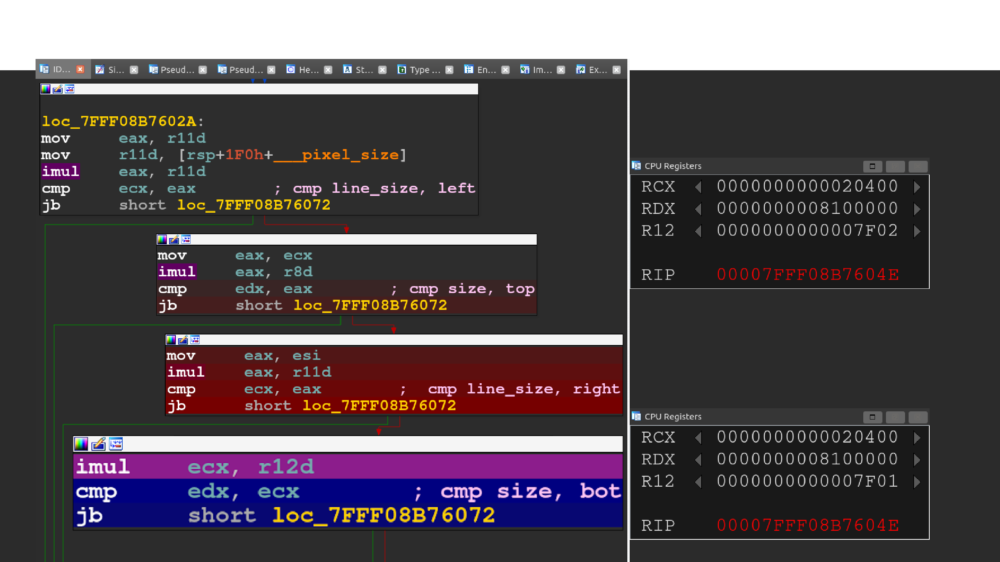 ID... Si... Pseud... Pseud... He... St... Type ... En... Im... Ex...
loc_7FFF08B7602A:
mov eax, r11d
mov r11d, [rsp+1F0h+___pixel_size]
imul eax, r11d
cmp ecx, eax ; cmp line_size, left
jb short loc_7FFF08B76072
mov eax, ecx
imul eax, r8d
cmp edx, eax ; cmp size, top
jb short loc_7FFF08B76072
mov eax, esi
imul eax, r11d
cmp ecx, eax ; cmp line_size, right
jb short loc_7FFF08B76072
imul ecx, r12d
cmp edx, ecx ; cmp size, bot
jb short loc_7FFF08B76072
CPU Registers
RCX 0000000000020400
RDX 0000000008100000
R12 0000000000007F02
RIP 00007FFF08B7604E
CPU Registers
RCX 0000000000020400
RDX 0000000008100000
R12 0000000000007F01
RIP 00007FFF08B7604E